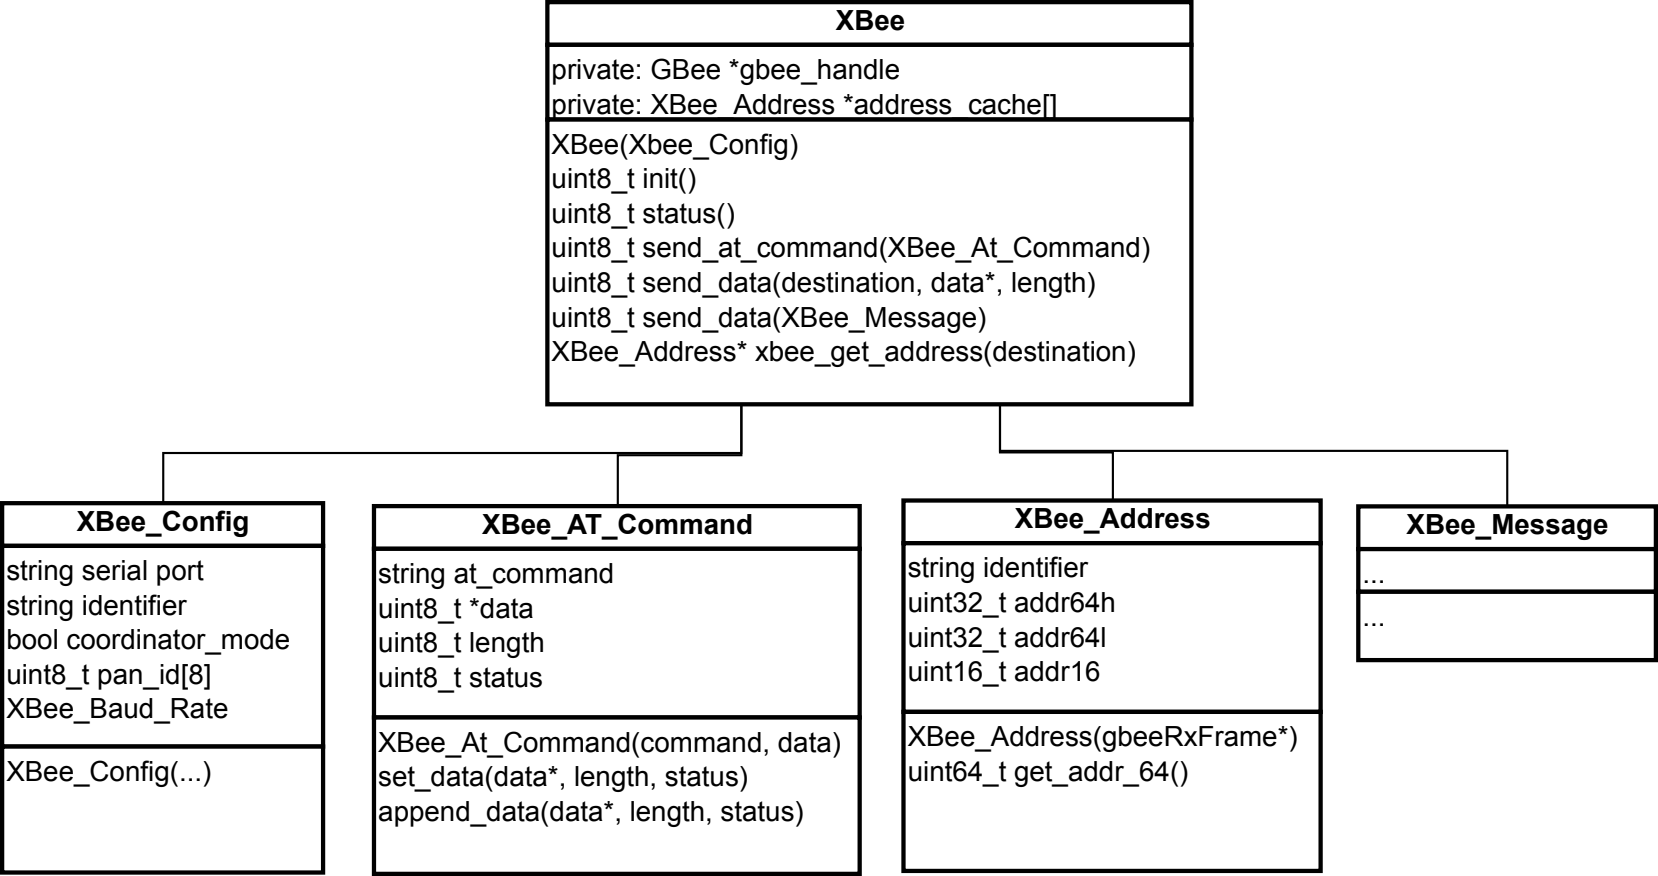 XBee
private: GBee *gbee_handle
private: XBee_Address *address_cache[]
XBee(Xbee_Config)
uint8_t init()
uint8_t status()
uint8_t send_at_command(XBee_At_Command)
uint8_t send_data(destination, data*, length)
uint8_t send_data(XBee_Message)
XBee_Address* xbee_get_address(destination)
XBee_Config
string serial port
string identifier
bool coordinator_mode
uint8_t pan_id[8]
XBee_Baud_Rate
XBee_Config(...)
XBee_AT_Command
string at_command
uint8_t *data
uint8_t length
uint8_t status
XBee_At_Command(command, data)
set_data(data*, length, status)
append_data(data*, length, status)
XBee_Address
string identifier
uint32_t addr64h
uint32_t addr64l
uint16_t addr16
XBee_Address(gbeeRxFrame*)
uint64_t get_addr_64()
XBee_Message
...
...